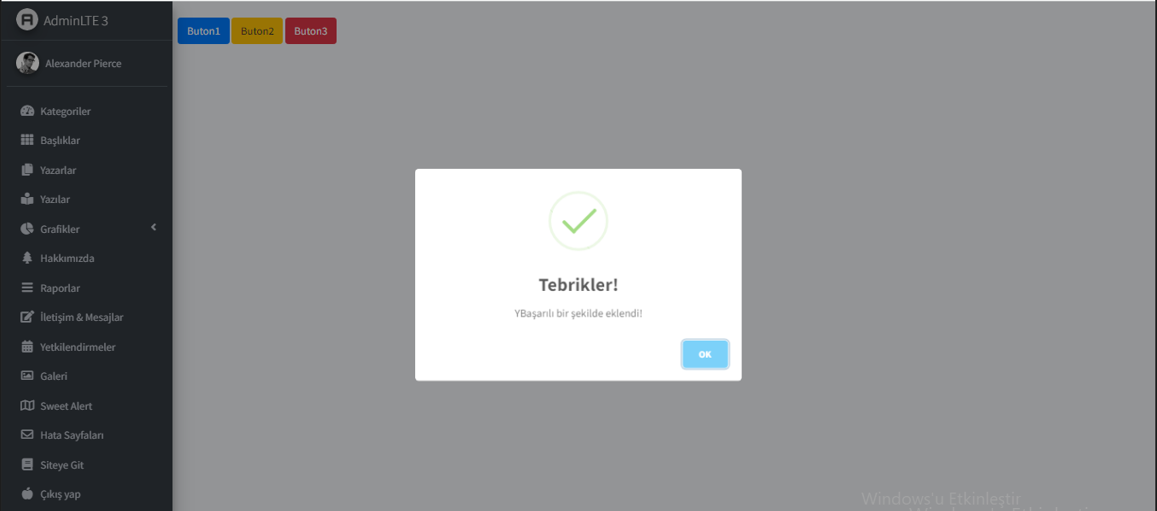 AdminLTE 3
Alexander Pierce
Kategoriler
Başlıklar
Yazarlar
Yazılar
Grafikler
Hakkımızda
Raporlar
İletişim & Mesajlar
Yetkilendirmeler
Galeri
Sweet Alert
Hata Sayfaları
Siteye Git
Çıkış yap
Buton1 Buton2 Buton3
Tebrikler!
YBaşarılı bir şekilde eklendi!
OK
Windows'u Etkinleştir